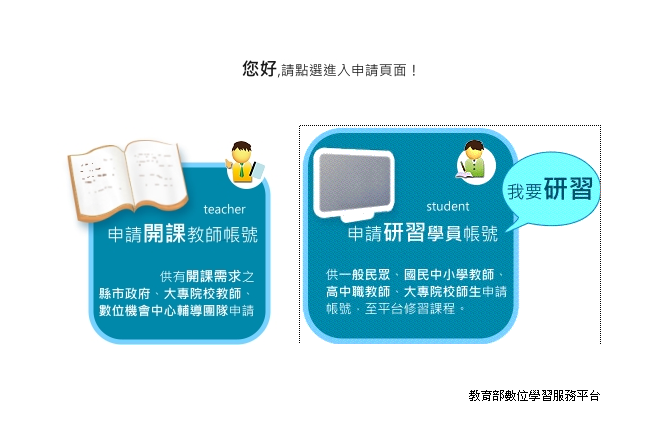 您好,請點選進入申請頁面！
teacher
申請開課教師帳號
供有開課需求之
縣市政府、大專院校教師、
數位機會中心輔導團隊申請
student
申請研習學員帳號
供一般民眾、國民中小學教師、
高中職教師、大專院校師生申請
帳號，至平台修習課程。
我要研習
教育部數位學習服務平台